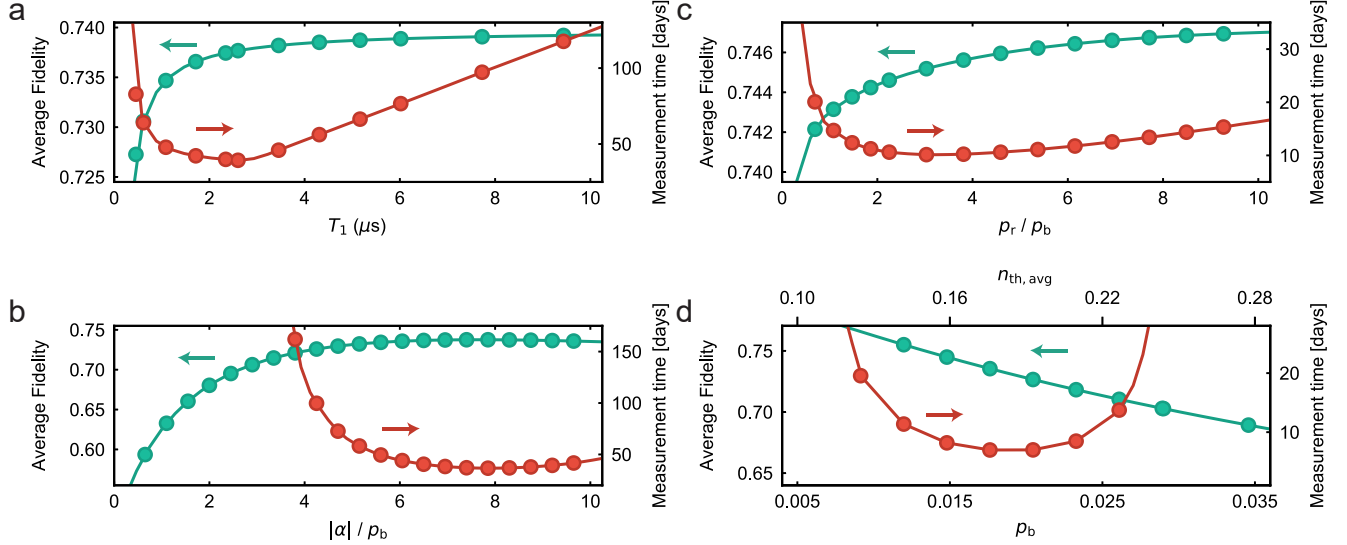 a
0.740
0.735
0.730
0.725
Average Fidelity
100
50
Measurement time [days]
0 2 4 6 8 10
T₁ (μs)
c
0.746
0.744
0.742
0.740
Average Fidelity
30
20
10
Measurement time [days]
0 2 4 6 8 10
pᵣ / p_b
b
0.75
0.70
0.65
0.60
Average Fidelity
150
100
50
Measurement time [days]
0 2 4 6 8 10
|α| / p_b
d
n_th, avg
0.10 0.16 0.22 0.28
0.75
0.70
0.65
Average Fidelity
20
10
Measurement time [days]
0.005 0.015 0.025 0.036
p_b